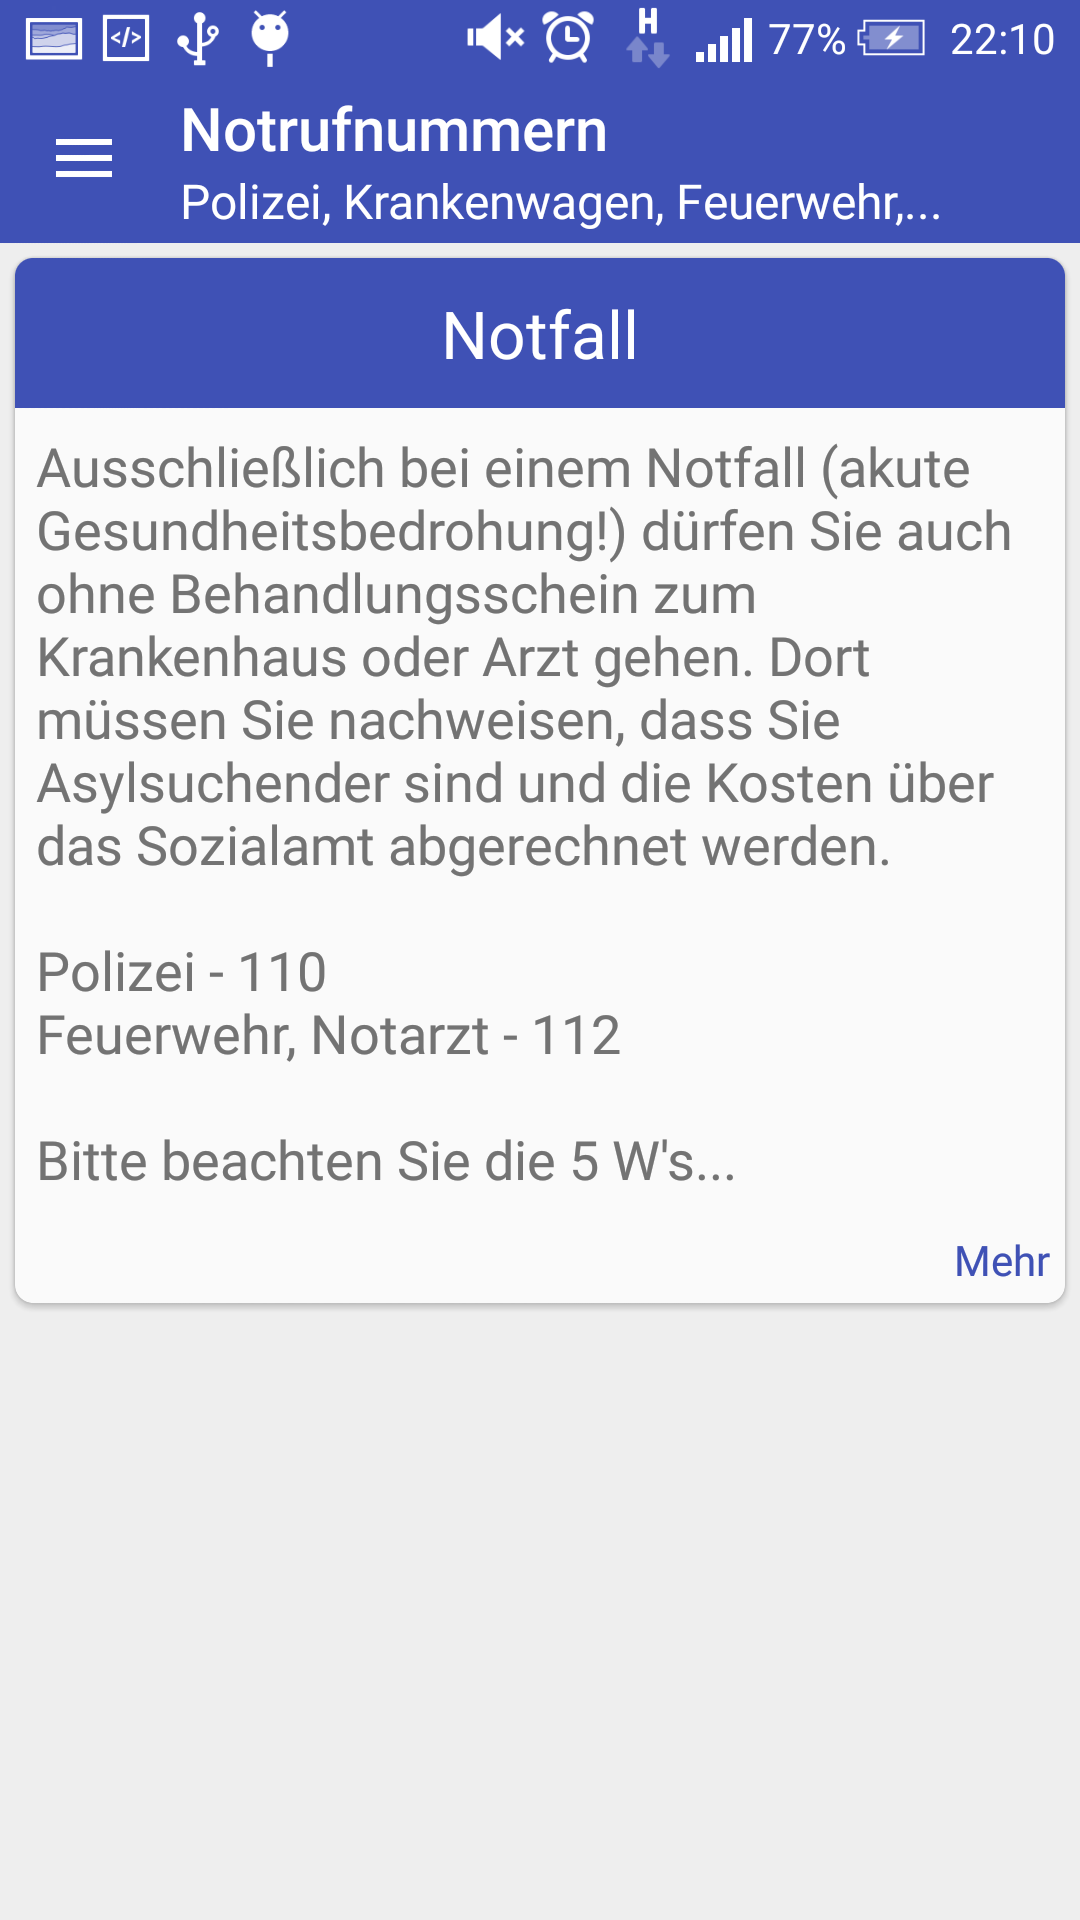 </>
H
77%
22:10
Notrufnummern
Polizei, Krankenwagen, Feuerwehr,...
Notfall
Ausschließlich bei einem Notfall (akute
Gesundheitsbedrohung!) dürfen Sie auch
ohne Behandlungsschein zum
Krankenhaus oder Arzt gehen. Dort
müssen Sie nachweisen, dass Sie
Asylsuchender sind und die Kosten über
das Sozialamt abgerechnet werden.
Polizei - 110
Feuerwehr, Notarzt - 112
Bitte beachten Sie die 5 W's...
Mehr